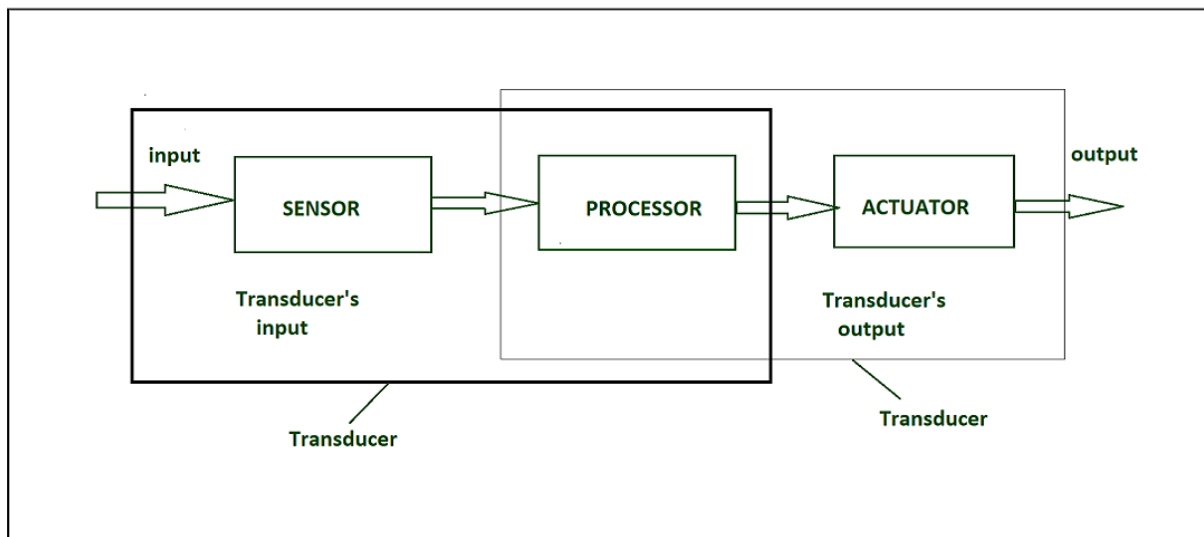 input
output
SENSOR
PROCESSOR
ACTUATOR
Transducer's
input
Transducer's
output
Transducer
Transducer